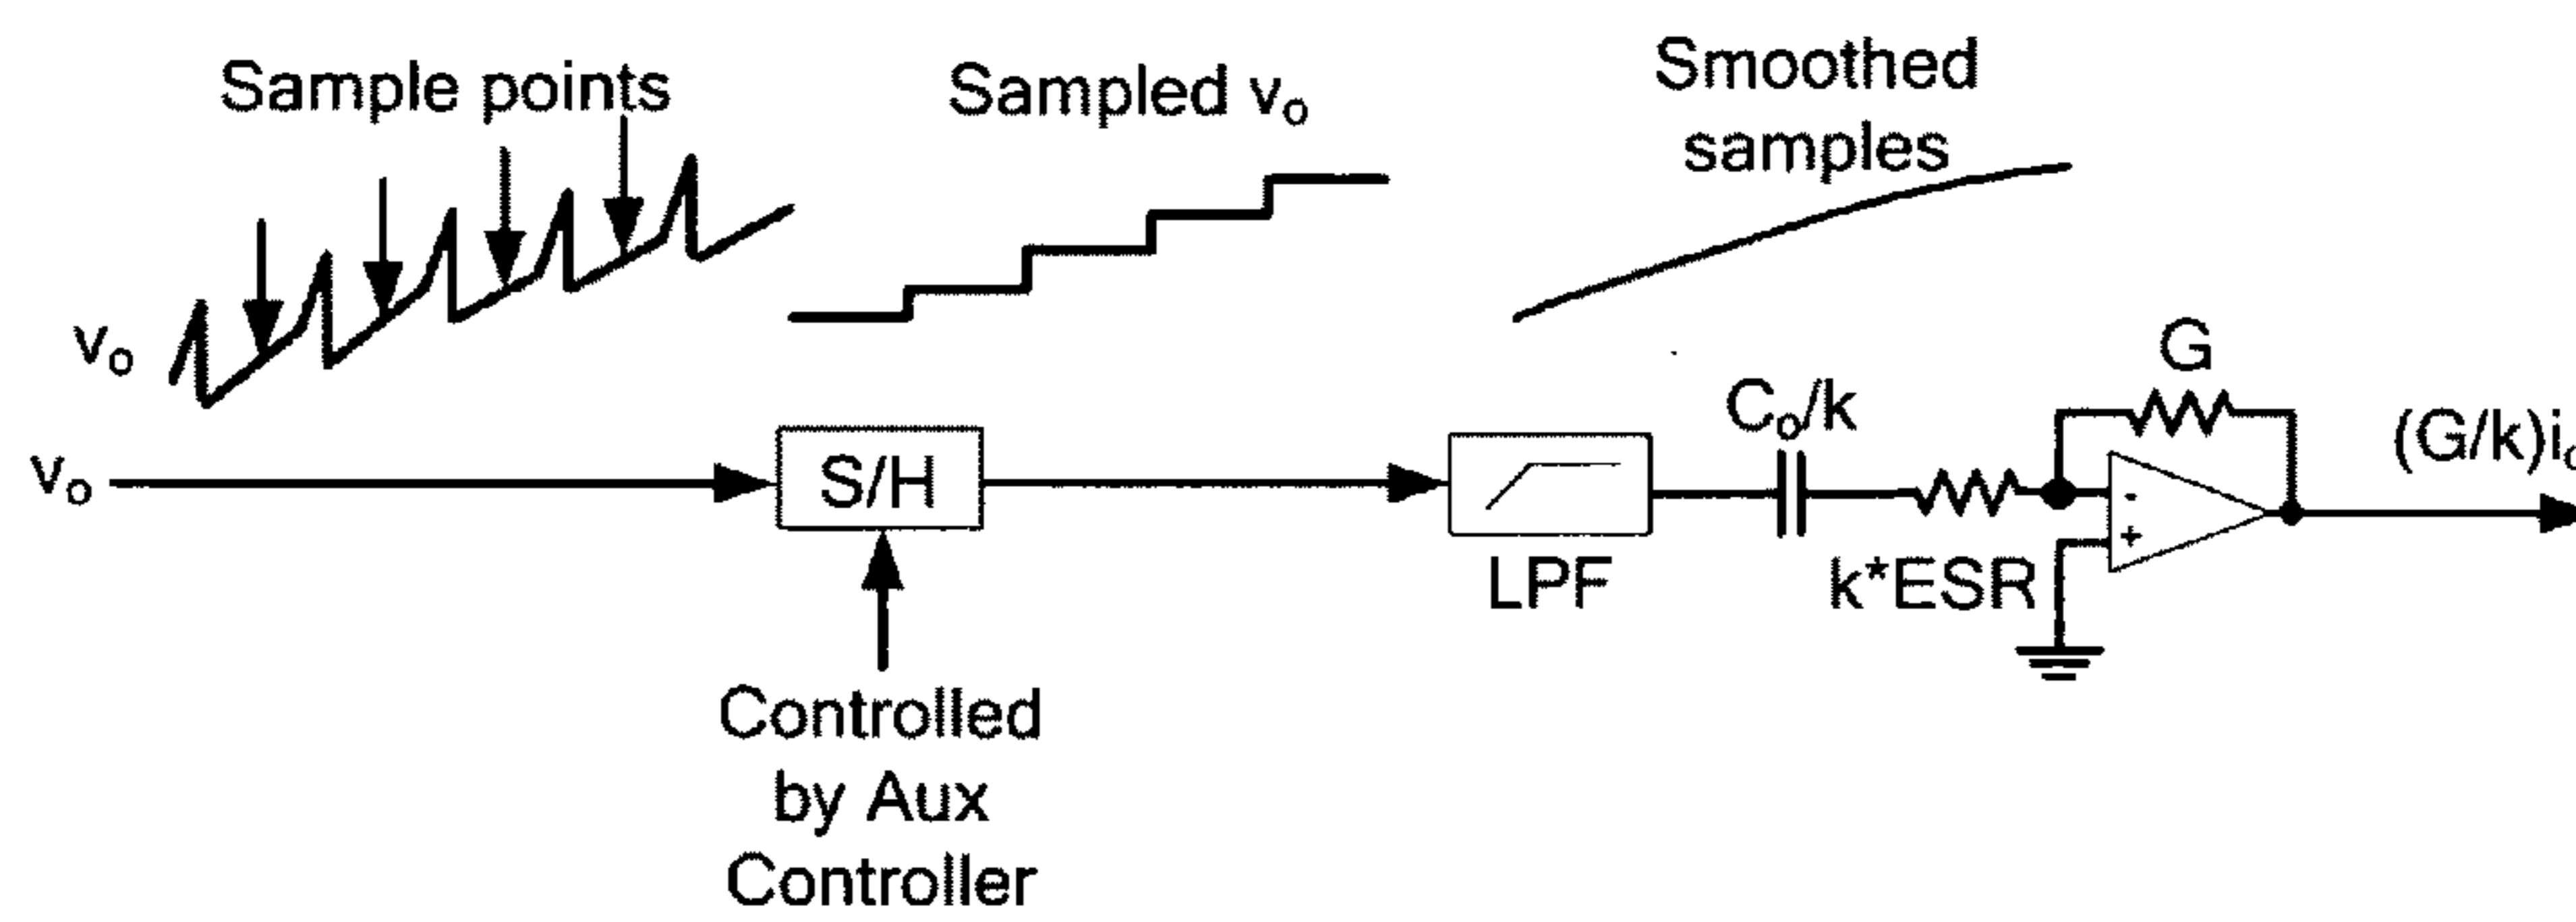 Sample points
Sampled vo
Smoothed
samples
vo
vo
S/H
LPF
Co/k
k*ESR
G
-
+
Controlled
by Aux
Controller